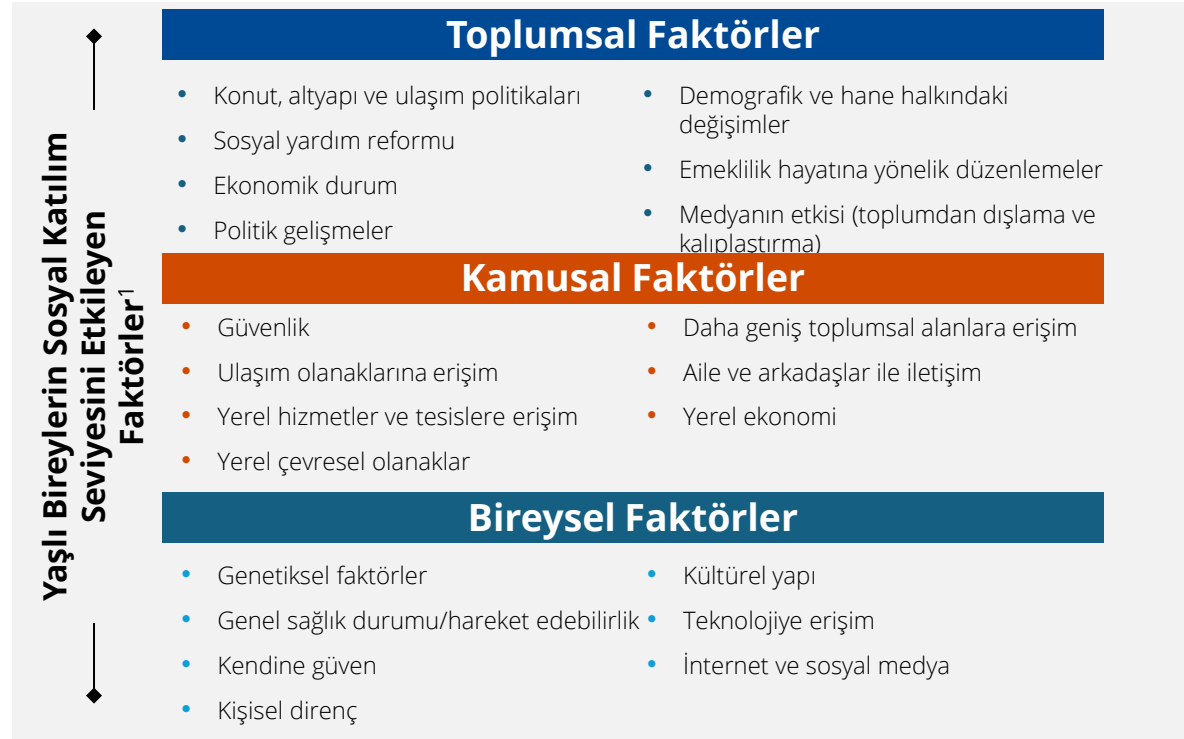 Yaşlı Bireylerin Sosyal Katılım
Seviyesini Etkileyen
Faktörler¹
Toplumsal Faktörler
• Konut, altyapı ve ulaşım politikaları
• Sosyal yardım reformu
• Ekonomik durum
• Politik gelişmeler
• Demografik ve hane halkındaki
değişimler
• Emeklilik hayatına yönelik düzenlemeler
• Medyanın etkisi (toplumdan dışlama ve
kalıplaştırma)
Kamusal Faktörler
• Güvenlik
• Ulaşım olanaklarına erişim
• Yerel hizmetler ve tesislere erişim
• Yerel çevresel olanaklar
• Daha geniş toplumsal alanlara erişim
• Aile ve arkadaşlar ile iletişim
• Yerel ekonomi
Bireysel Faktörler
• Genetiksel faktörler
• Genel sağlık durumu/hareket edebilirlik
• Kendine güven
• Kişisel direnç
• Kültürel yapı
• Teknolojiye erişim
• İnternet ve sosyal medya